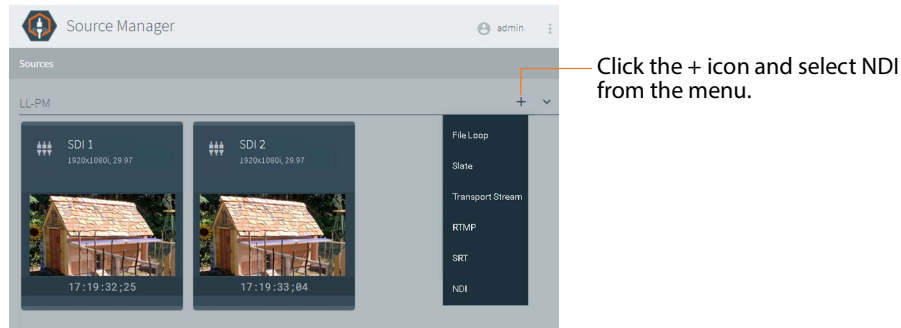 Source Manager
admin
Sources
LL-PM
+
Click the + icon and select NDI
from the menu.
SDI 1
1920x1080i, 29.97
17:19:32;25
SDI 2
1920x1080i, 29.97
17:19:33;04
File Loop
Slate
Transport Stream
RTMP
SRT
NDI